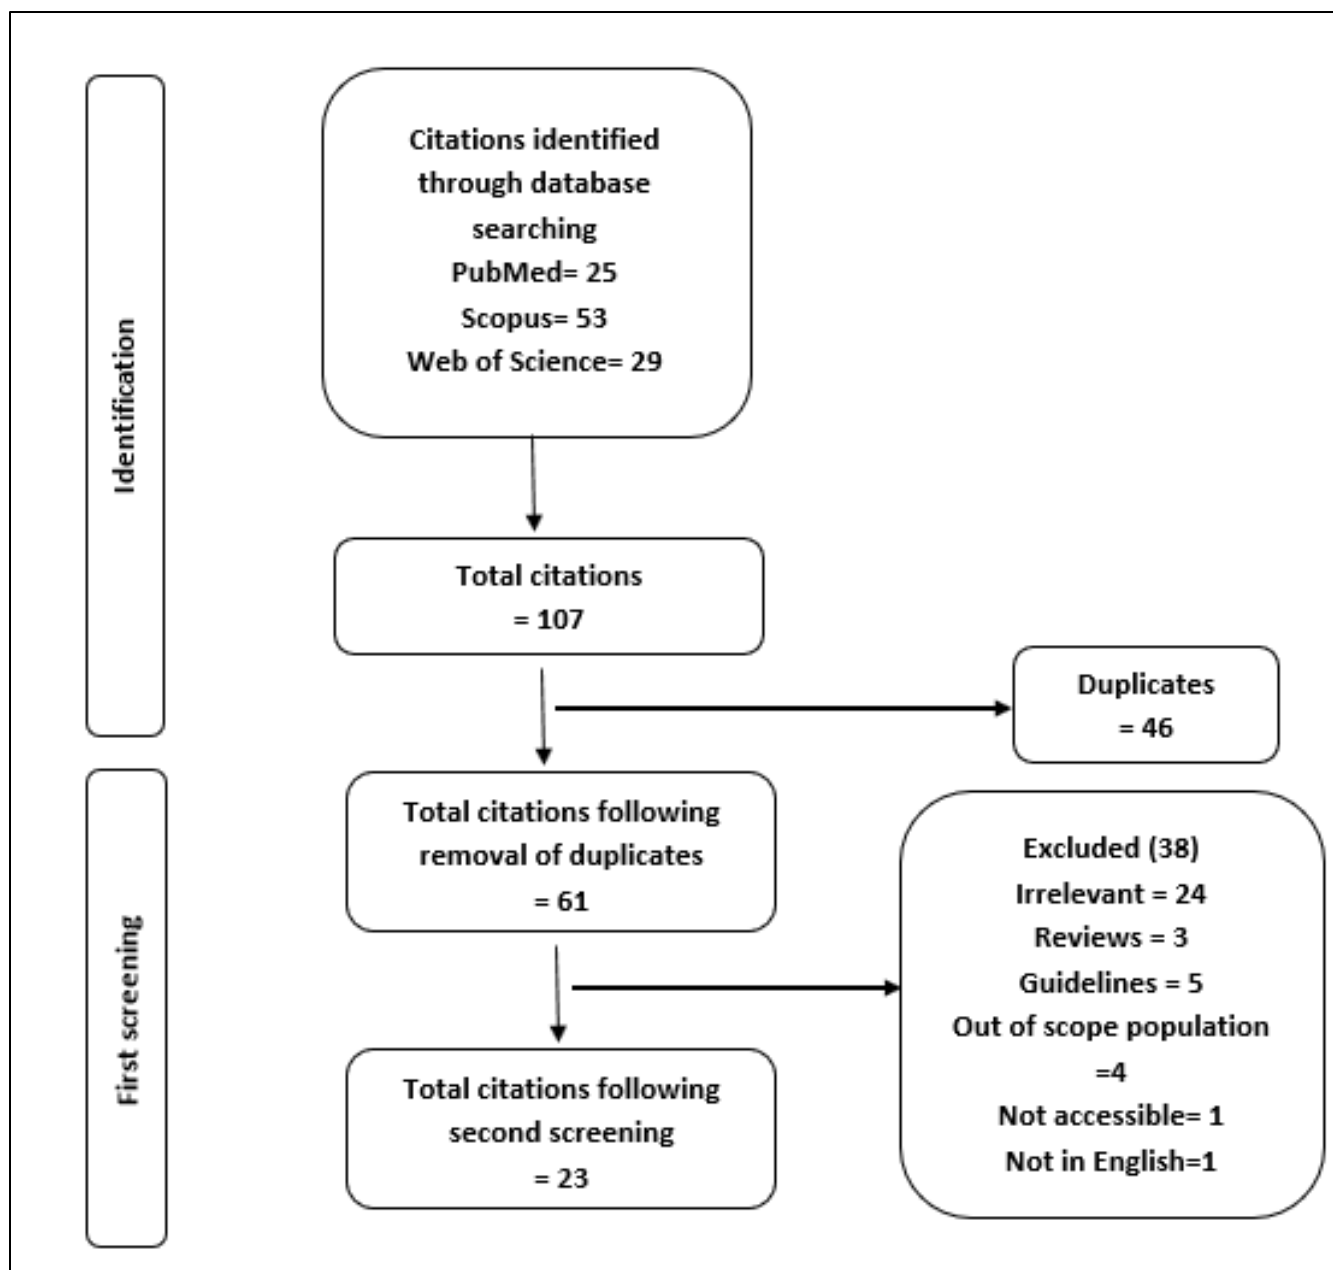 Identification
Citations identified
through database
searching
PubMed= 25
Scopus= 53
Web of Science= 29
Total citations
= 107
Duplicates
= 46
First screening
Total citations following
removal of duplicates
= 61
Excluded (38)
Irrelevant = 24
Reviews = 3
Guidelines = 5
Out of scope population
=4
Not accessible= 1
Not in English=1
Total citations following
second screening
= 23